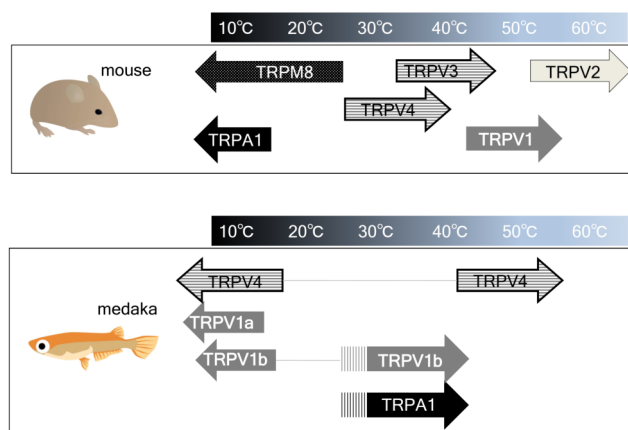 10℃ 20℃ 30℃ 40℃ 50℃ 60℃
mouse
TRPM8 TRPV3 TRPV2
TRPV4
TRPA1 TRPV1
10℃ 20℃ 30℃ 40℃ 50℃ 60℃
TRPV4 TRPV4
medaka
TRPV1a
TRPV1b TRPV1b
TRPA1